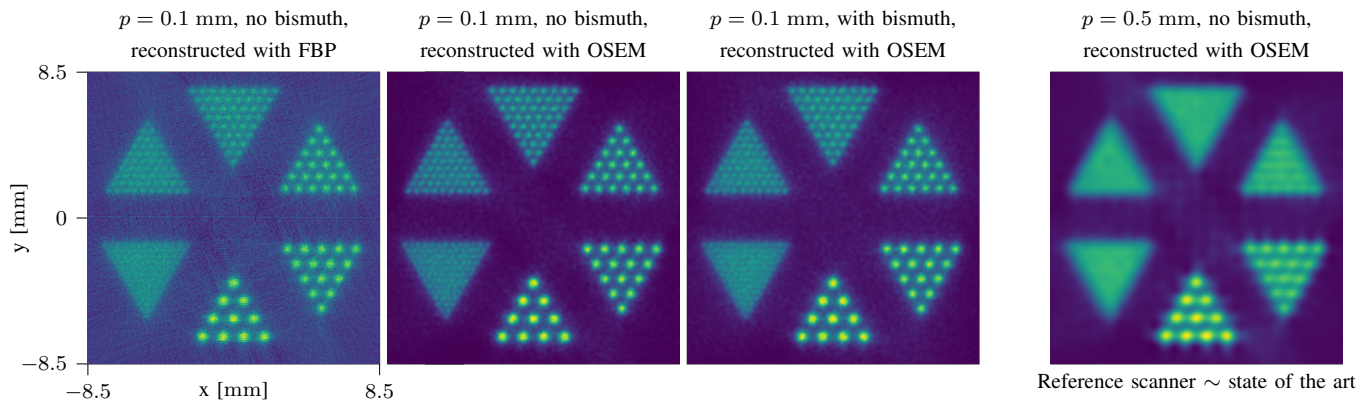 p = 0.1 mm, no bismuth,
reconstructed with FBP
p = 0.1 mm, no bismuth,
reconstructed with OSEM
p = 0.1 mm, with bismuth,
reconstructed with OSEM
p = 0.5 mm, no bismuth,
reconstructed with OSEM
8.5
0
−8.5
y [mm]
−8.5
x [mm]
8.5
Reference scanner ∼ state of the art